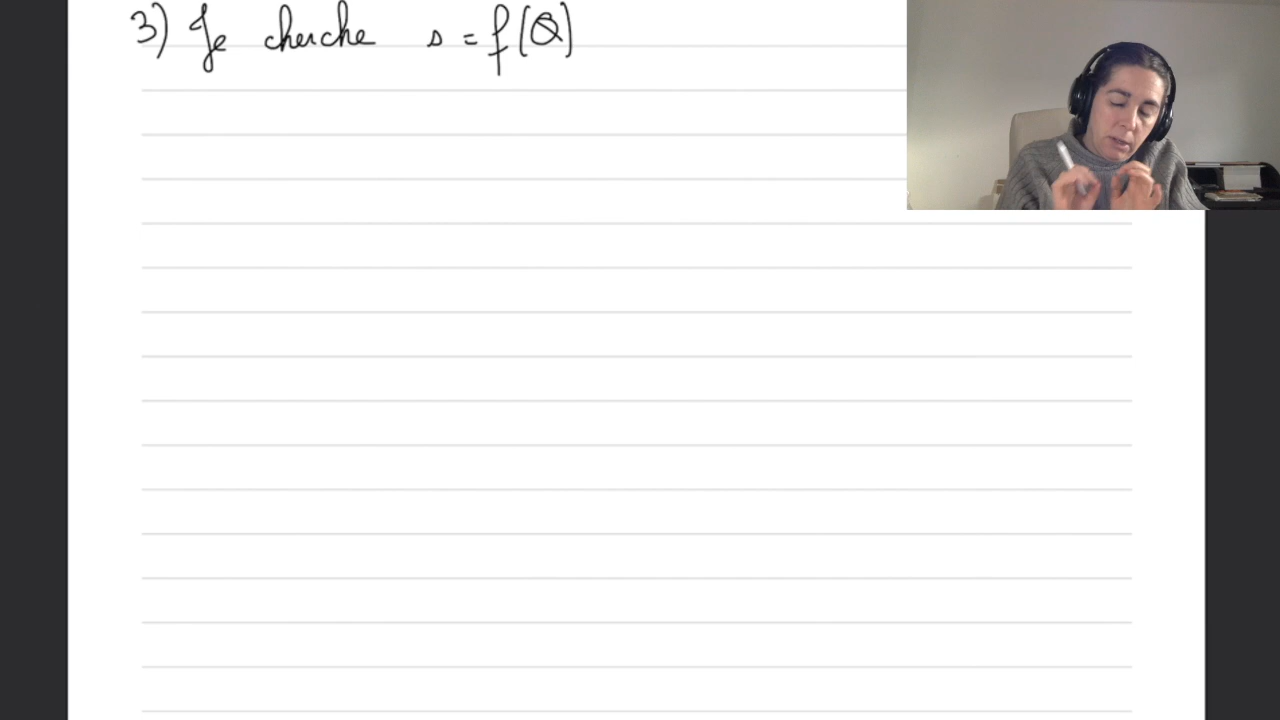 3) Je cherche s = f(Q)